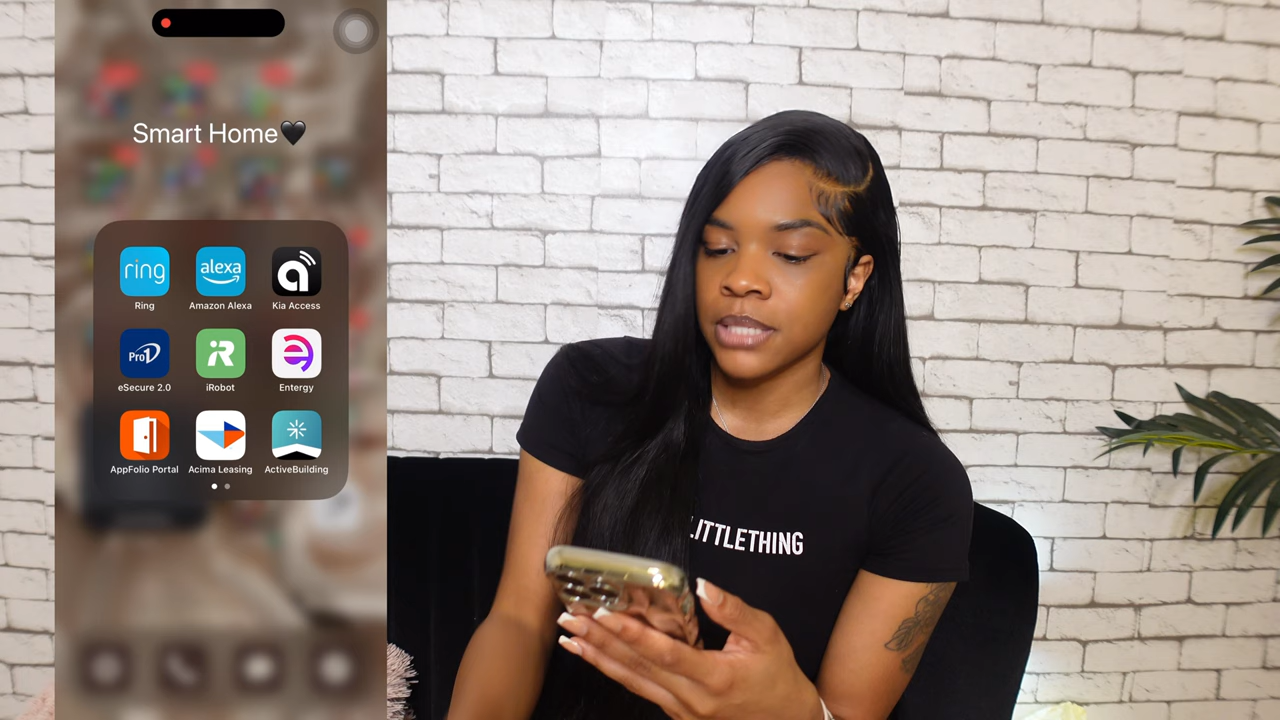 Smart Home🖤
ring
alexa
a
Ring
Amazon Alexa
Kia Access
Pro1
iR
e
eSecure 2.0
iRobot
Entergy
AppFolio Portal
Acima Leasing
ActiveBuilding
LITTLETHING